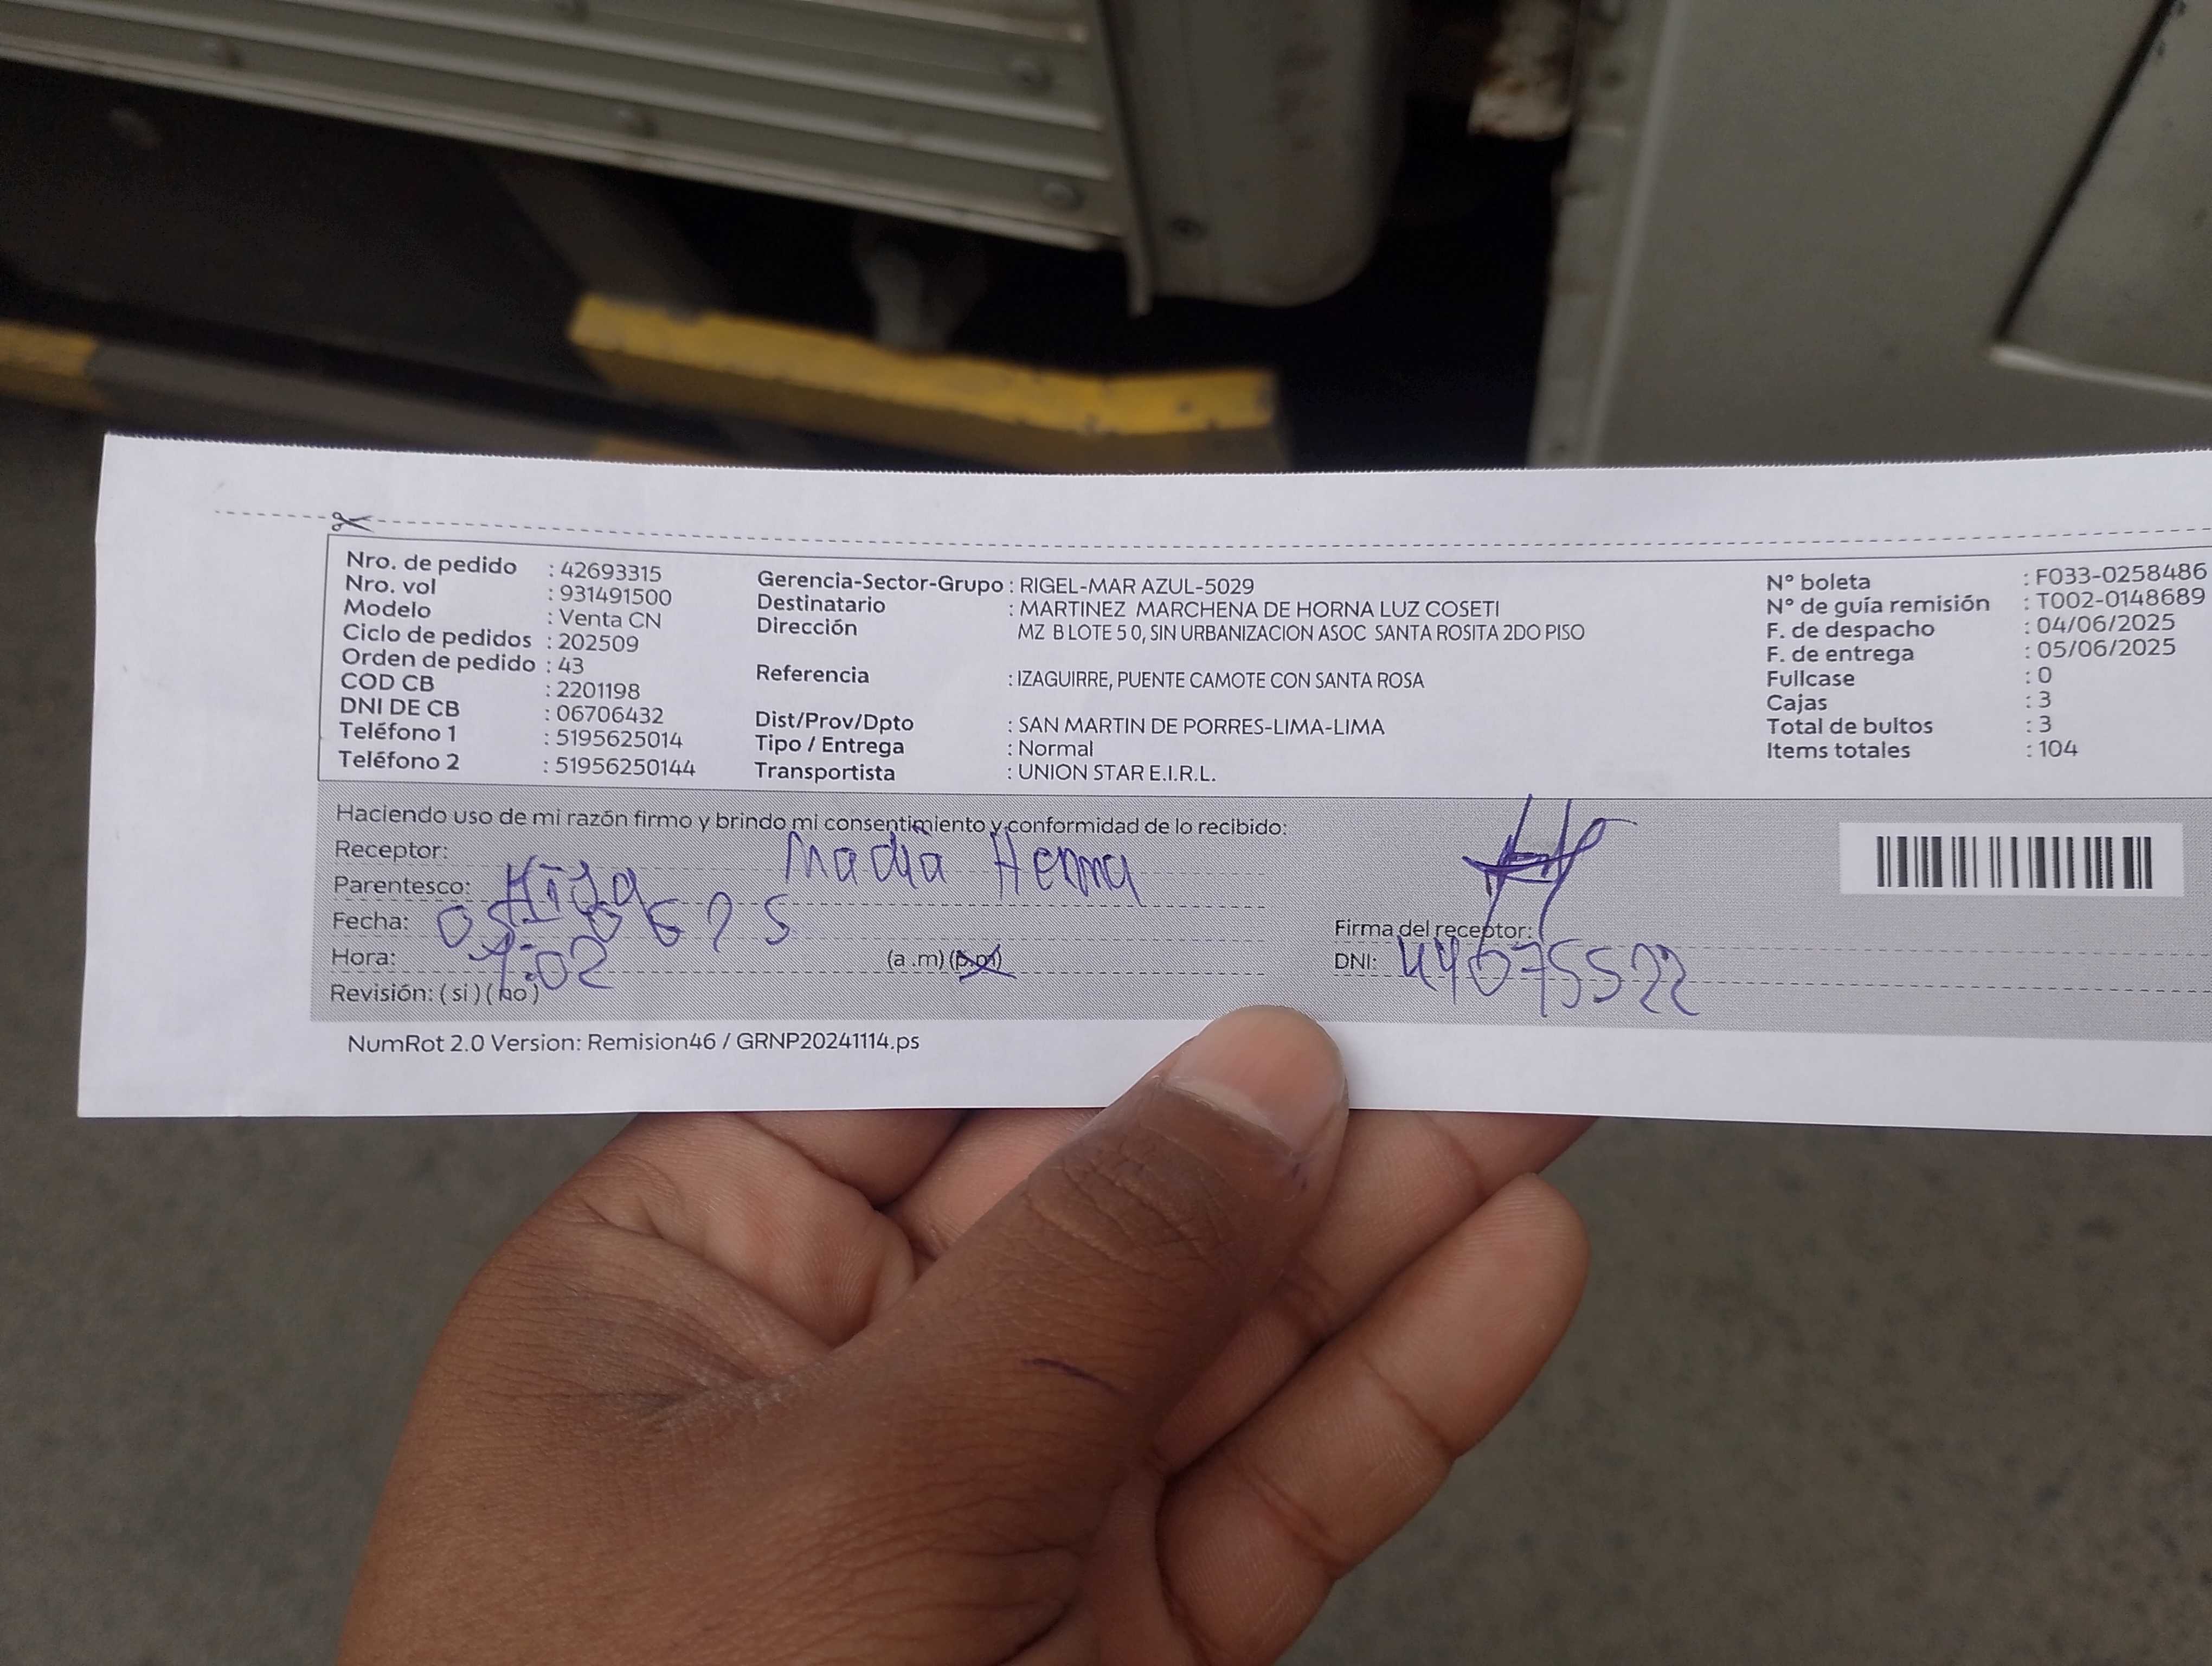 Nro. de pedido : 42693315
Nro. vol : 931491500
Modelo : Venta CN
Ciclo de pedidos : 202509
Orden de pedido : 43
COD CB : 2201198
DNI DE CB : 06706432
Teléfono 1 : 5195625014
Teléfono 2 : 51956250144
Gerencia-Sector-Grupo : RIGEL-MAR AZUL-5029
Destinatario : MARTINEZ MARCHENA DE HORNA LUZ COSETI
Dirección MZ B LOTE 5 0, SIN URBANIZACION ASOC SANTA ROSITA 2DO PISO
Referencia : IZAGUIRRE, PUENTE CAMOTE CON SANTA ROSA
Dist/Prov/Dpto : SAN MARTIN DE PORRES-LIMA-LIMA
Tipo / Entrega : Normal
Transportista : UNION STAR E.I.R.L.
N° boleta : F033-0258486
N° de guía remisión : T002-0148689
F. de despacho : 04/06/2025
F. de entrega : 05/06/2025
Fullcase : 0
Cajas : 3
Total de bultos : 3
Items totales : 104
Haciendo uso de mi razón firmo y brindo mi consentimiento y conformidad de lo recibido:
Receptor:
Parentesco: Hija
Fecha: 05 06 25
Hora: :02 (a .m) (p.m)
Revisión: ( si ) ( no )
Firma del receptor:
DNI: 44075522
NumRot 2.0 Version: Remision46 / GRNP20241114.ps